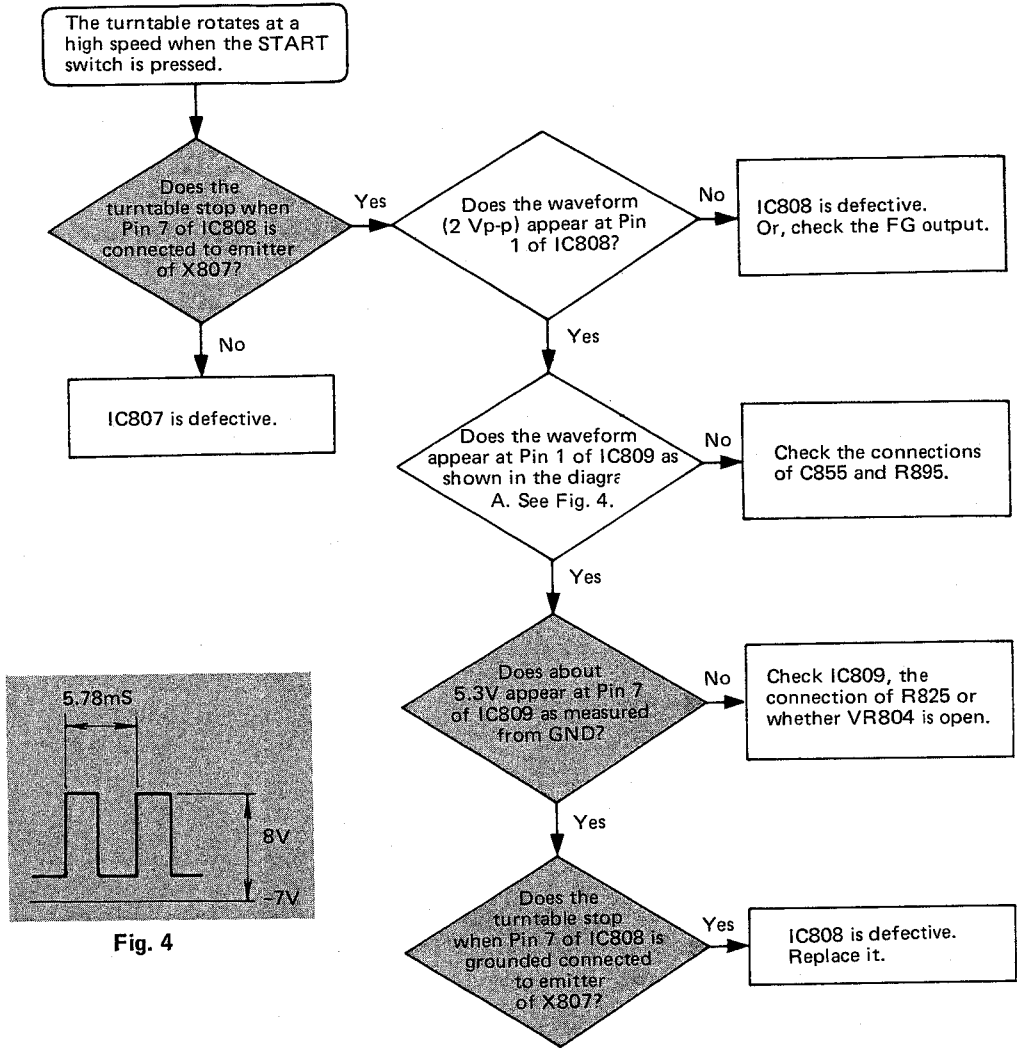 The turntable rotates at a
high speed when the START
switch is pressed.
Does the
turntable stop when
Pin 7 of IC808 is
connected to emitter
of X807?
Yes
Does the waveform
(2 Vp-p) appear at Pin
1 of IC808?
No
IC808 is defective.
Or, check the FG output.
No
IC807 is defective.
Yes
Does the waveform
appear at Pin 1 of IC809 as
shown in the diagra
A. See Fig. 4.
No
Check the connections
of C855 and R895.
Yes
Does about
5.3V appear at Pin 7
of IC809 as measured
from GND?
No
Check IC809, the
connection of R825 or
whether VR804 is open.
Yes
Does the
turntable stop
when Pin 7 of IC808 is
grounded connected
to emitter
of X807?
Yes
IC808 is defective.
Replace it.
5.78mS
8V
-7V
Fig. 4